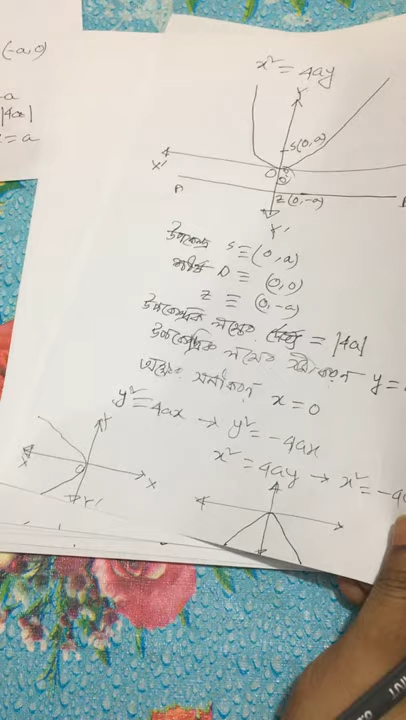 (-a,0)
-a
|4a|
= a
x² = 4ay
Y
S(0,a)
X'
O
Z(0,-a)
Y'
উপকেন্দ্র S ≡ (0,a)
শীর্ষ O ≡ (0,0)
Z ≡ (0,-a)
উপকেন্দ্রিক লম্বের দৈর্ঘ্য = |4a|
উপকেন্দ্রিক লম্বের সমীকরণ y =
অক্ষের সমীকরণ x = 0
y² = 4ax → y² = -4ax
x² = 4ay → x² = -4a
Y
X'
O
X
Y'